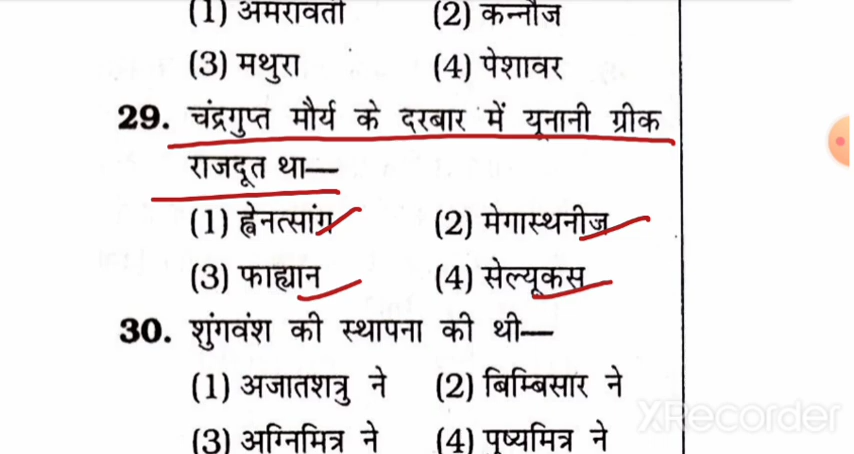 (1) अमरावती (2) कन्नौज
(3) मथुरा (4) पेशावर
29. चंद्रगुप्त मौर्य के दरबार में यूनानी ग्रीक
राजदूत था—
(1) ह्वेनत्सांग (2) मेगास्थनीज
(3) फाह्यान (4) सेल्यूकस
30. शुंगवंश की स्थापना की थी—
(1) अजातशत्रु ने (2) बिम्बिसार ने
(3) अग्निमित्र ने (4) पुष्यमित्र ने
XRecorder